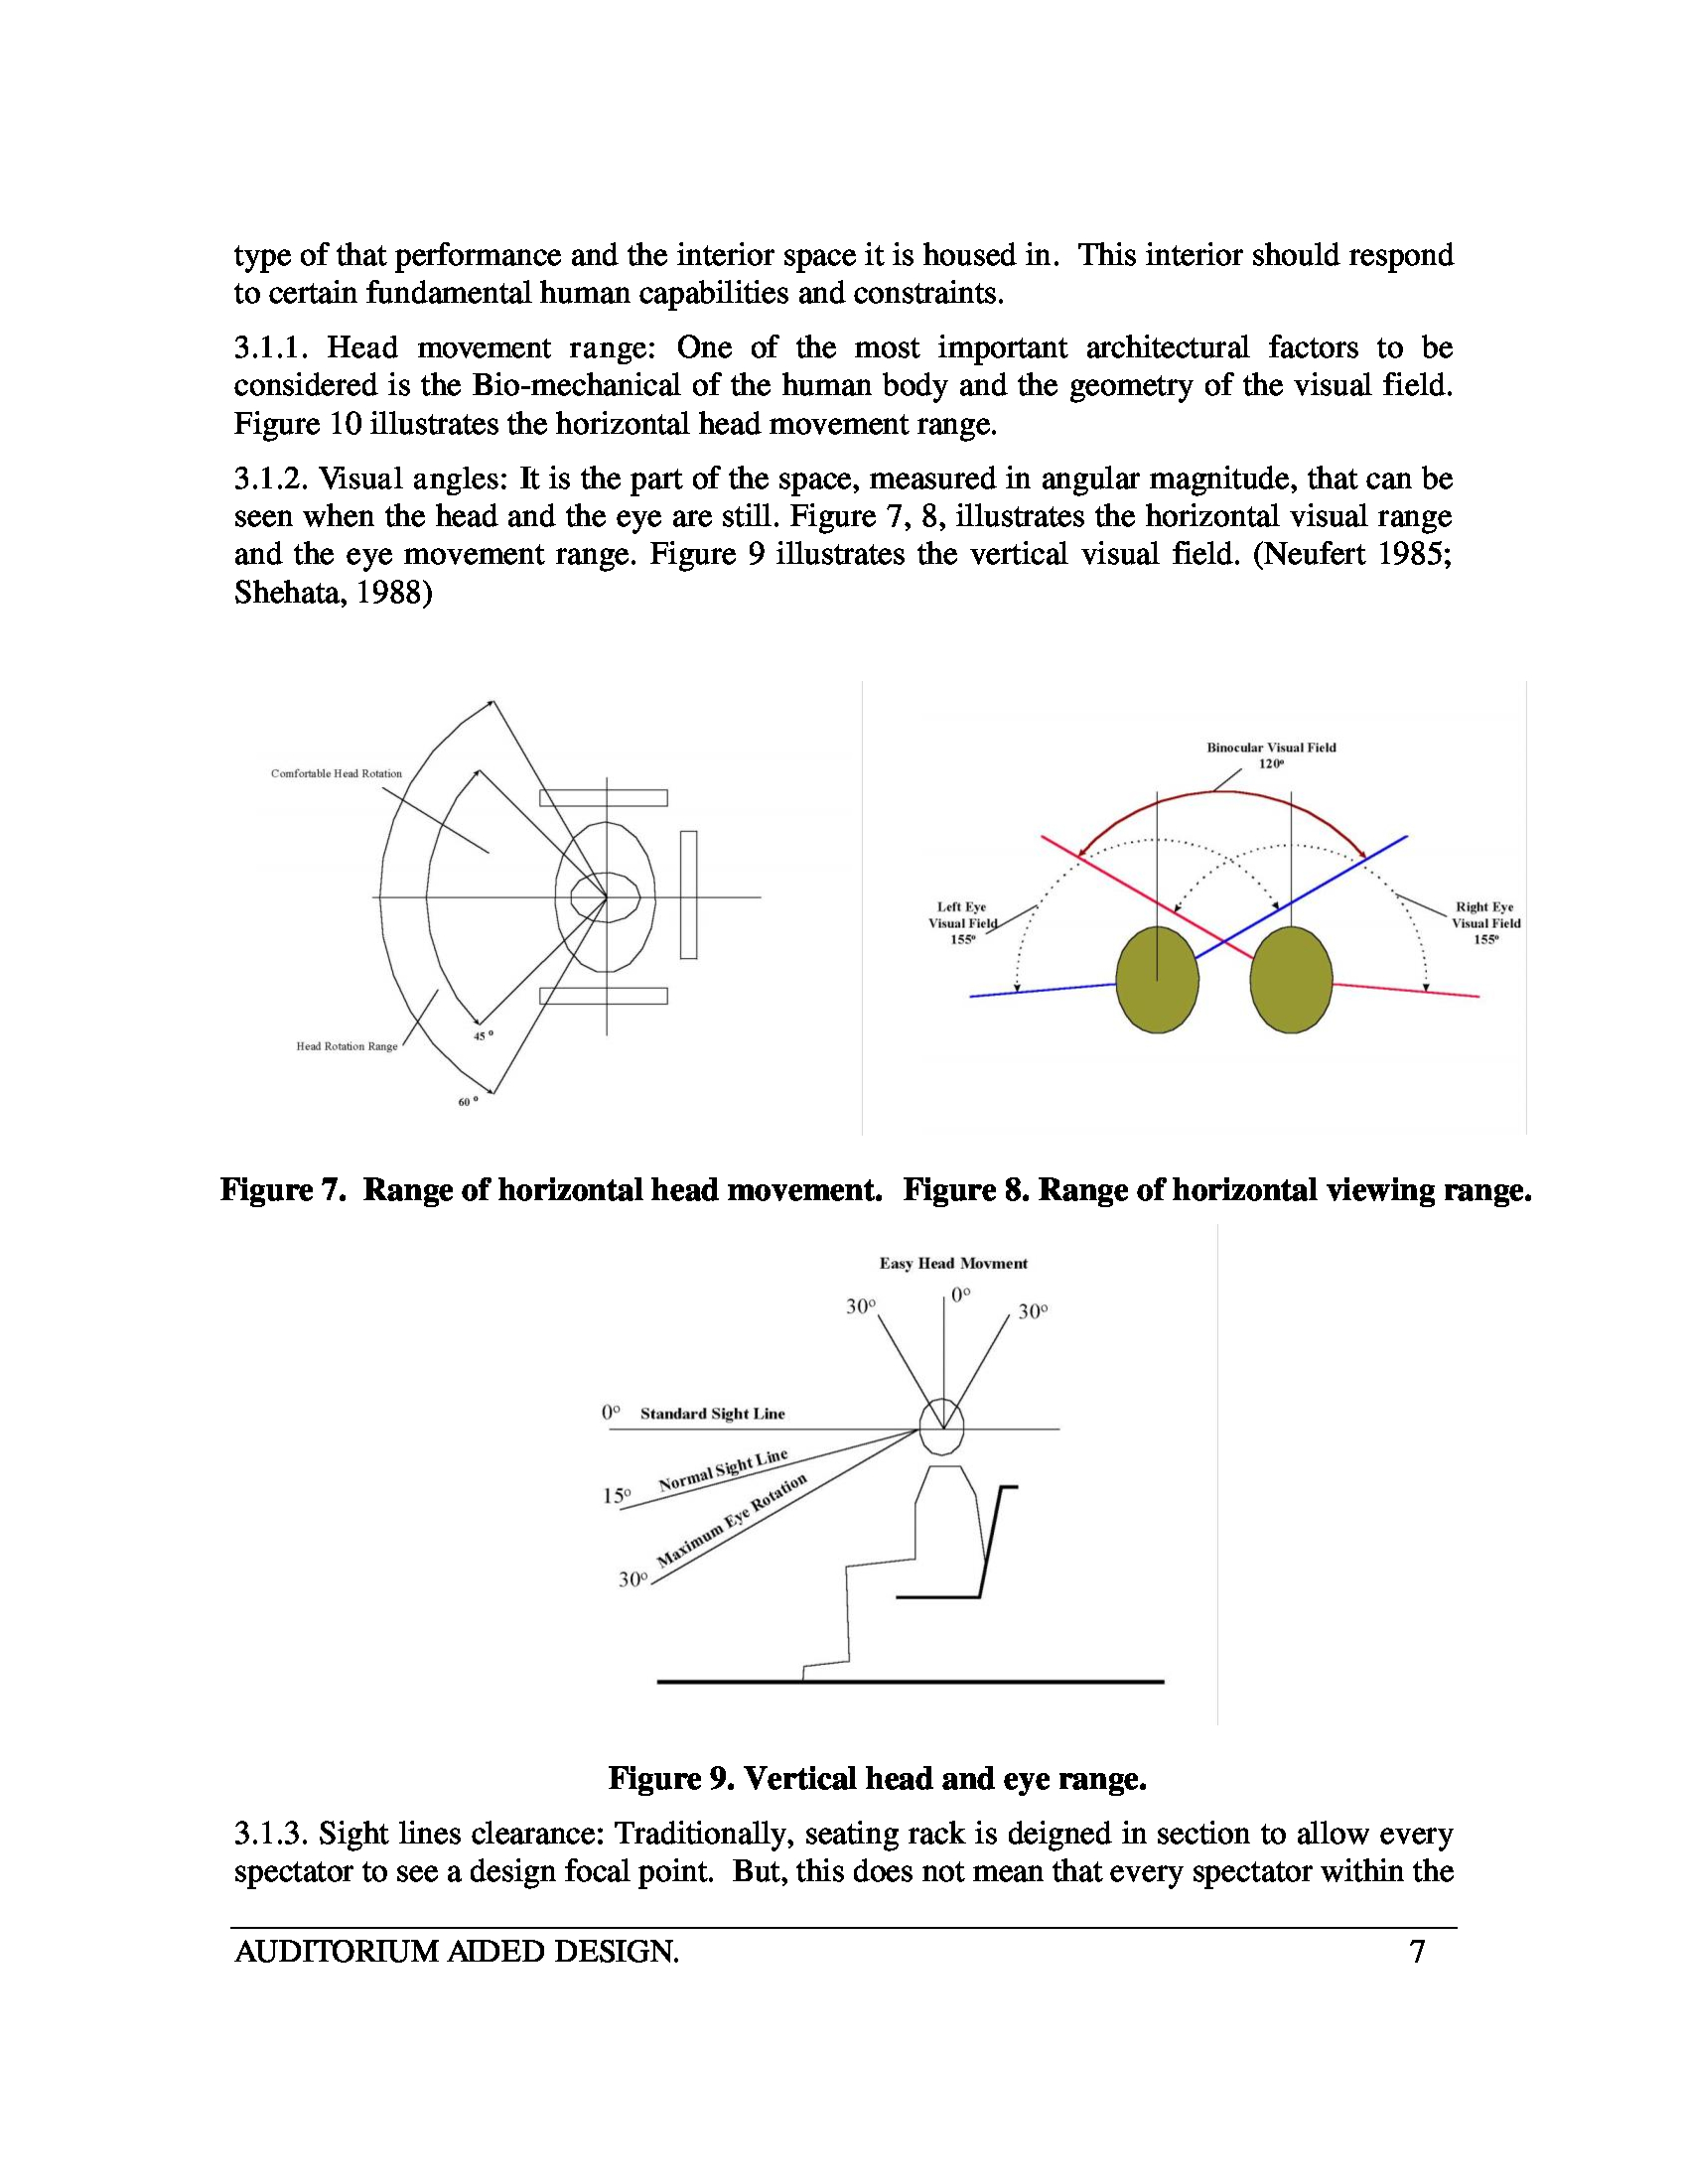 type of that performance and the interior space it is housed in.  This interior should respond
to certain fundamental human capabilities and constraints.
3.1.1. Head movement range: One of the most important architectural factors to be
considered is the Bio-mechanical of the human body and the geometry of the visual field.
Figure 10 illustrates the horizontal head movement range.
3.1.2. Visual angles: It is the part of the space, measured in angular magnitude, that can be
seen when the head and the eye are still. Figure 7, 8, illustrates the horizontal visual range
and the eye movement range. Figure 9 illustrates the vertical visual field. (Neufert 1985;
Shehata, 1988)
Comfortable Head Rotation
Head Rotation Range
45 º
60 º
Binocular Visual Field
120º
Left Eye
Visual Field
155º
Right Eye
Visual Field
155º
Figure 7.  Range of horizontal head movement.  Figure 8. Range of horizontal viewing range.
Easy Head Movment
30º
0º
30º
0º Standard Sight Line
15º Normal Sight Line
30º Maximum Eye Rotation
Figure 9. Vertical head and eye range.
3.1.3. Sight lines clearance: Traditionally, seating rack is deigned in section to allow every
spectator to see a design focal point.  But, this does not mean that every spectator within the
AUDITORIUM AIDED DESIGN. 7